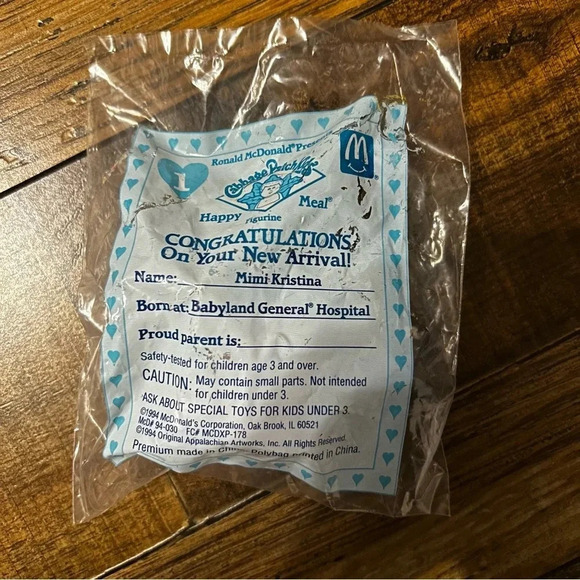 1
Ronald McDonald® Presents
M
Cabbage Patch Kids
Happy Figurine Meal®
CONGRATULATIONS
On Your New Arrival!
Name: Mimi Kristina
Born at: Babyland General® Hospital
Proud parent is:
Safety-tested for children age 3 and over.
CAUTION: May contain small parts. Not intended
for children under 3.
ASK ABOUT SPECIAL TOYS FOR KIDS UNDER 3.
©1994 McDonald's Corporation, Oak Brook, IL 60521
McD# 94-030 FC# MCDXP-178
©1994 Original Appalachian Artworks, Inc. All Rights Reserved.
Premium made in China. Polybag printed in China.